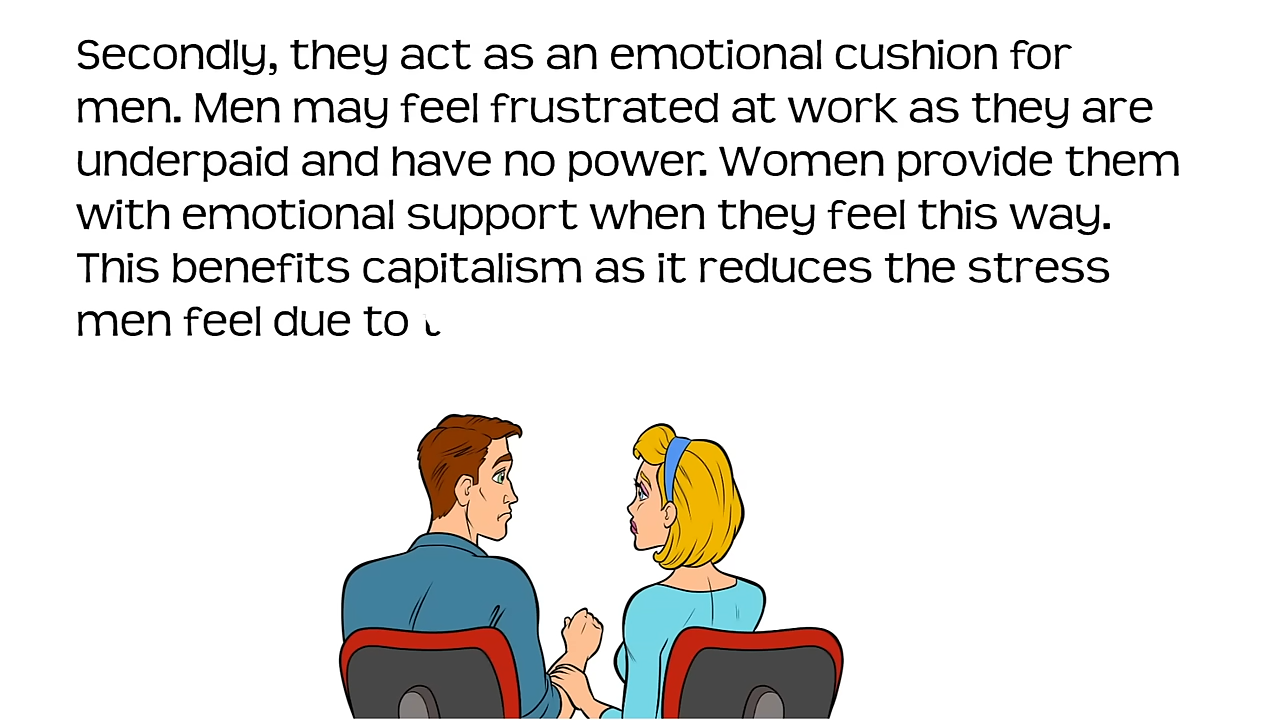 Secondly, they act as an emotional cushion for
men. Men may feel frustrated at work as they are
underpaid and have no power. Women provide them
with emotional support when they feel this way.
This benefits capitalism as it reduces the stress
men feel due to